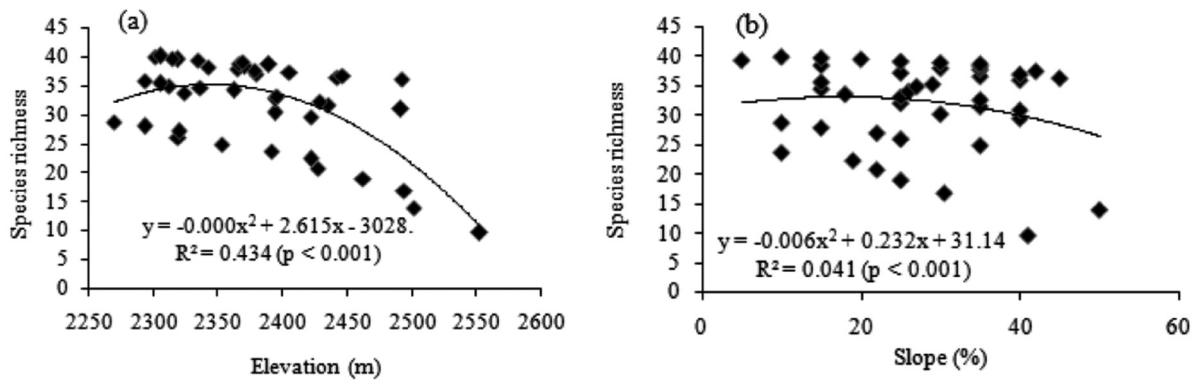 (a)
45
40
35
30
25
20
15
10
5
0
Species richness
y = -0.000x² + 2.615x - 3028.
R² = 0.434 (p < 0.001)
2250 2300 2350 2400 2450 2500 2550 2600
Elevation (m)
(b)
45
40
35
30
25
20
15
10
5
0
Species richness
y = -0.006x² + 0.232x + 31.14
R² = 0.041 (p < 0.001)
0 20 40 60
Slope (%)